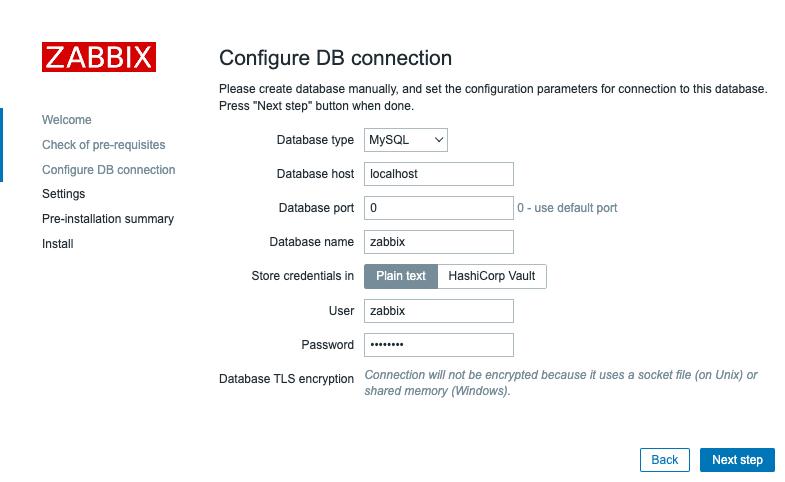 ZABBIX
Welcome
Check of pre-requisites
Configure DB connection
Settings
Pre-installation summary
Install
Configure DB connection
Please create database manually, and set the configuration parameters for connection to this database.
Press "Next step" button when done.
Database type MySQL
Database host localhost
Database port 0 0 - use default port
Database name zabbix
Store credentials in Plain text HashiCorp Vault
User zabbix
Password ••••••••
Database TLS encryption Connection will not be encrypted because it uses a socket file (on Unix) or
shared memory (Windows).
Back Next step